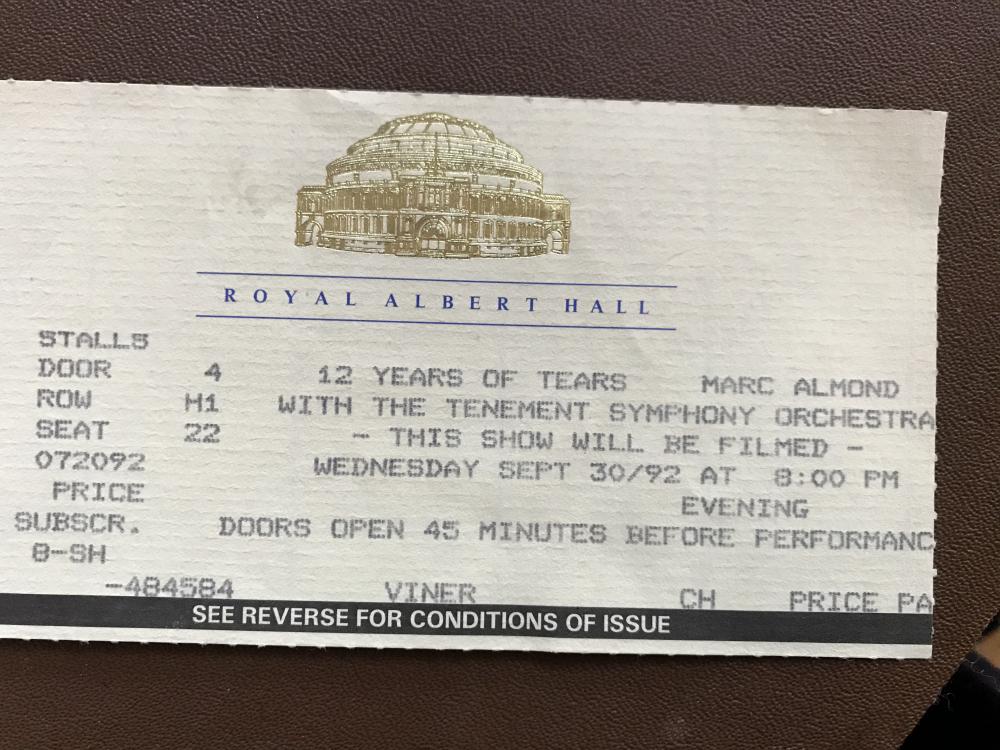 ROYAL ALBERT HALL
STALLS
DOOR 4 12 YEARS OF TEARS MARC ALMOND
ROW H1 WITH THE TENEMENT SYMPHONY ORCHESTRA
SEAT 22 - THIS SHOW WILL BE FILMED -
072092 WEDNESDAY SEPT 30/92 AT 8:00 PM
PRICE EVENING
SUBSCR. DOORS OPEN 45 MINUTES BEFORE PERFORMANC
8-SH
-484584 VINER CH PRICE PA
SEE REVERSE FOR CONDITIONS OF ISSUE